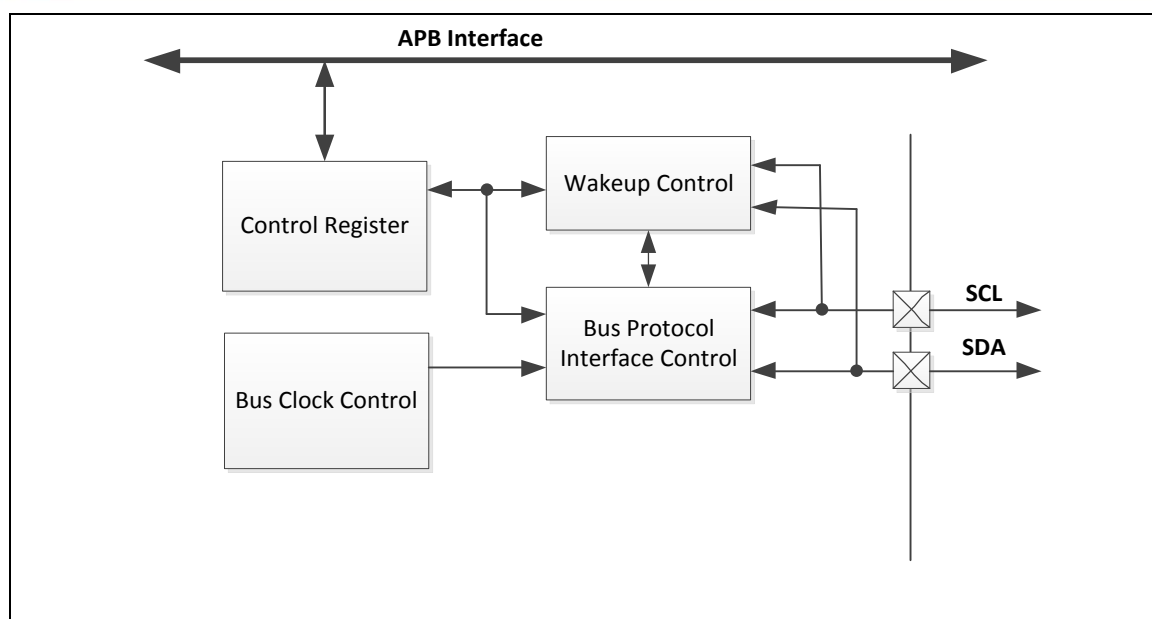 APB Interface
Wakeup Control
Control Register
SCL
Bus Protocol
Interface Control
SDA
Bus Clock Control